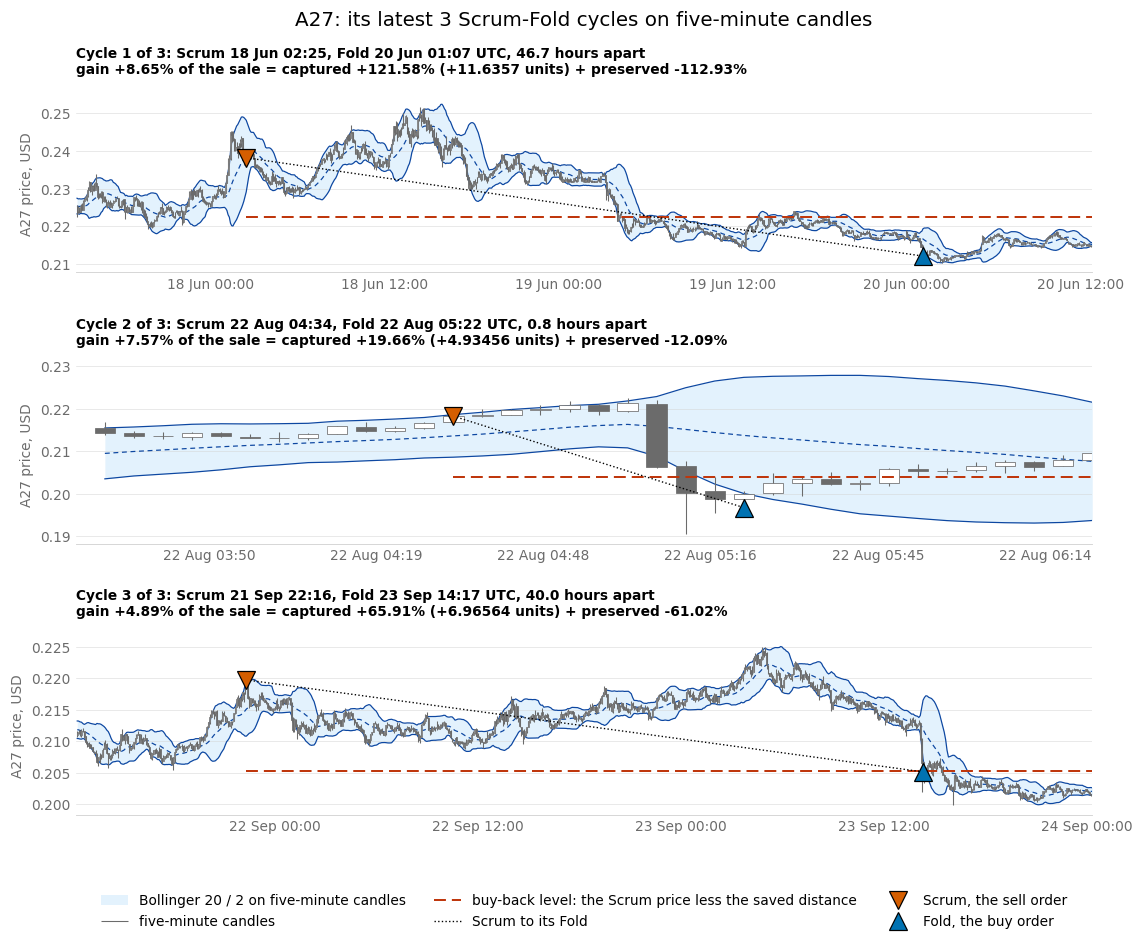 A27: its latest 3 Scrum-Fold cycles on five-minute candles
Cycle 1 of 3: Scrum 18 Jun 02:25, Fold 20 Jun 01:07 UTC, 46.7 hours apart
gain +8.65% of the sale = captured +121.58% (+11.6357 units) + preserved -112.93%
A27 price, USD
0.25
0.24
0.23
0.22
0.21
18 Jun 00:00 18 Jun 12:00 19 Jun 00:00 19 Jun 12:00 20 Jun 00:00 20 Jun 12:00
Cycle 2 of 3: Scrum 22 Aug 04:34, Fold 22 Aug 05:22 UTC, 0.8 hours apart
gain +7.57% of the sale = captured +19.66% (+4.93456 units) + preserved -12.09%
A27 price, USD
0.23
0.22
0.21
0.20
0.19
22 Aug 03:50 22 Aug 04:19 22 Aug 04:48 22 Aug 05:16 22 Aug 05:45 22 Aug 06:14
Cycle 3 of 3: Scrum 21 Sep 22:16, Fold 23 Sep 14:17 UTC, 40.0 hours apart
gain +4.89% of the sale = captured +65.91% (+6.96564 units) + preserved -61.02%
A27 price, USD
0.225
0.220
0.215
0.210
0.205
0.200
22 Sep 00:00 22 Sep 12:00 23 Sep 00:00 23 Sep 12:00 24 Sep 00:00
Bollinger 20 / 2 on five-minute candles
five-minute candles
buy-back level: the Scrum price less the saved distance
Scrum to its Fold
Scrum, the sell order
Fold, the buy order